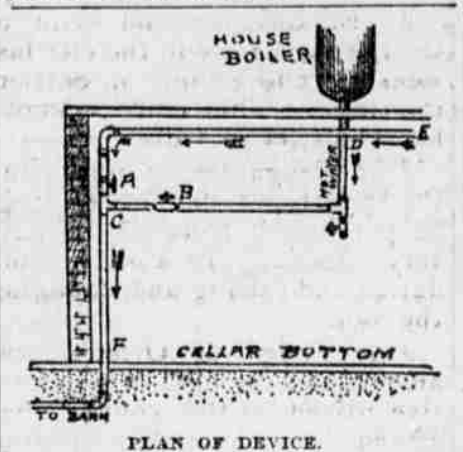 HOUSE
BOILER
E
D
A
B
HOT WATER
C
F
CELLAR BOTTOM
TO BARN
PLAN OF DEVICE.